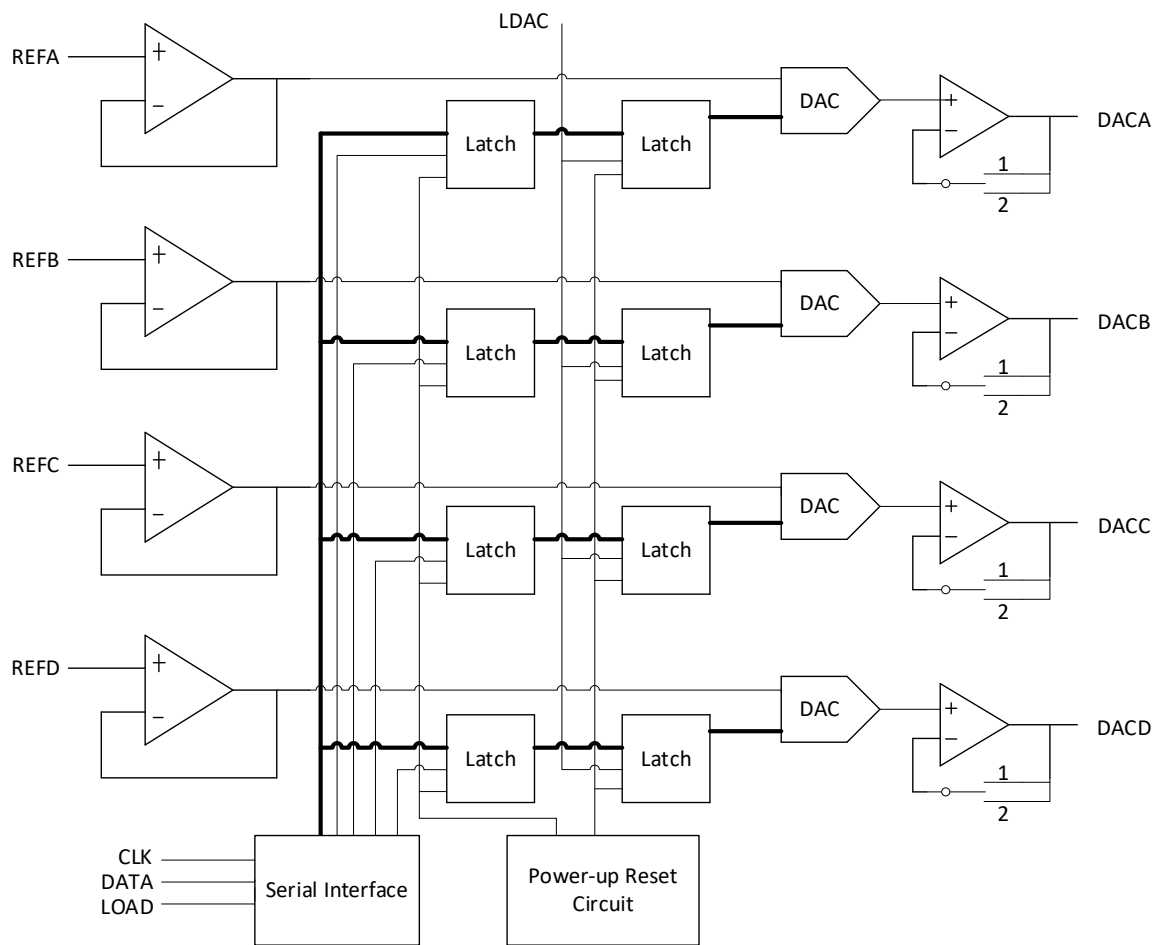 LDAC
REFA
+
−
DAC
+
−
DACA
Latch
Latch
1
2
REFB
+
−
DAC
+
−
DACB
Latch
Latch
1
2
REFC
+
−
DAC
+
−
DACC
Latch
Latch
1
2
REFD
+
−
DAC
+
−
DACD
Latch
Latch
1
2
CLK
DATA
LOAD
Serial Interface
Power-up Reset
Circuit